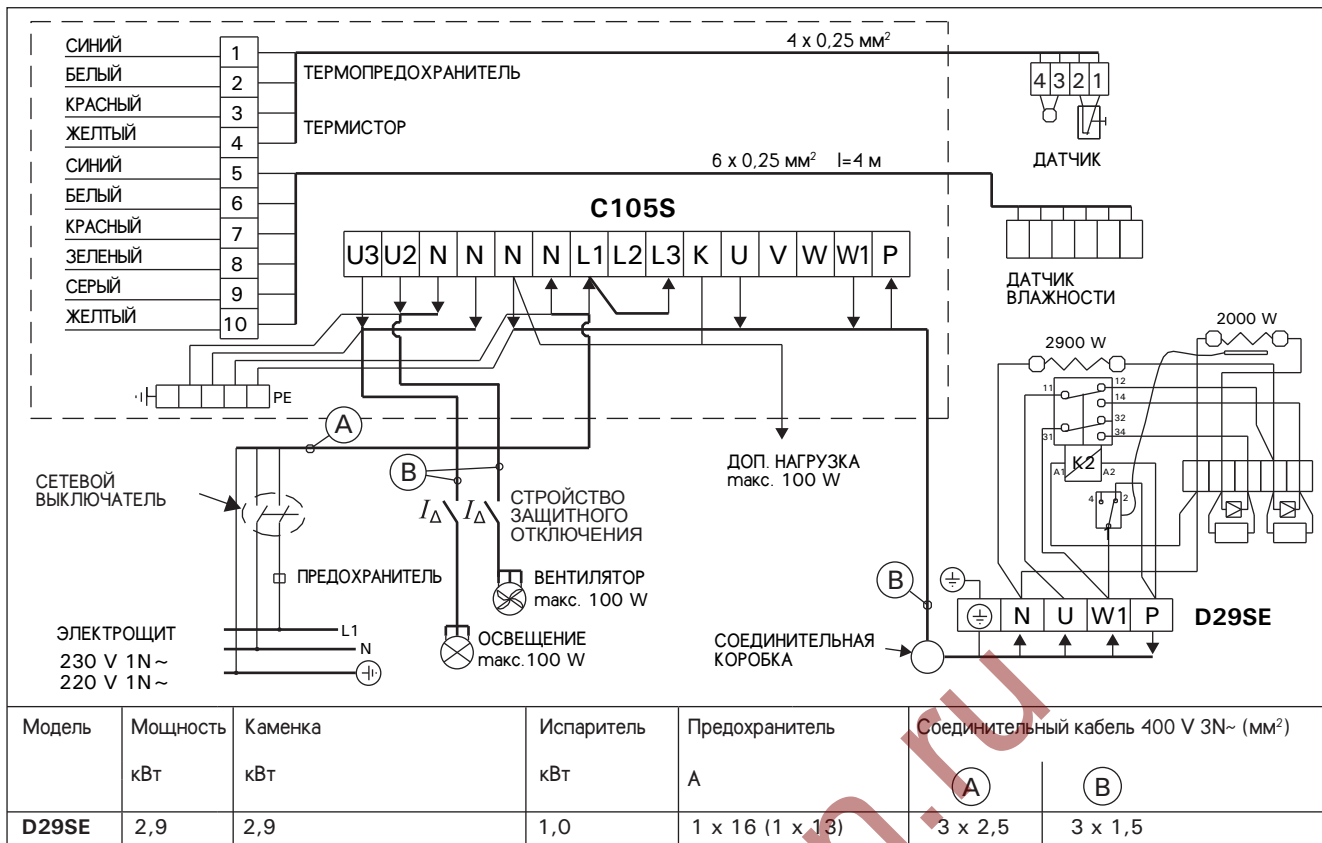 СИНИЙ 1
БЕЛЫЙ 2
КРАСНЫЙ 3
ЖЕЛТЫЙ 4
СИНИЙ 5
БЕЛЫЙ 6
КРАСНЫЙ 7
ЗЕЛЕНЫЙ 8
СЕРЫЙ 9
ЖЕЛТЫЙ 10
ТЕРМОПРЕДОХРАНИТЕЛЬ
ТЕРМИСТОР
4 x 0,25 мм²
4 3 2 1
ДАТЧИК
6 x 0,25 мм² l=4 м
ДАТЧИК
ВЛАЖНОСТИ
C105S
U3 U2 N N N N L1 L2 L3 K U V W W1 P
PE
A
B
СЕТЕВОЙ
ВЫКЛЮЧАТЕЛЬ
IΔ IΔ
СТРОЙСТВО
ЗАЩИТНОГО
ОТКЛЮЧЕНИЯ
ДОП. НАГРУЗКА
макс. 100 W
ПРЕДОХРАНИТЕЛЬ
ВЕНТИЛЯТОР
макс. 100 W
ОСВЕЩЕНИЕ
макс.100 W
ЭЛЕКТРОЩИТ
230 V 1N~
220 V 1N~
L1
N
2900 W
2000 W
11
12
14
32
31
34
K2
A1
A2
4 2
1
B
СОЕДИНИТЕЛЬНАЯ
КОРОБКА
N U W1 P
D29SE
Модель Мощность Каменка Испаритель Предохранитель Соединительный кабель 400 V 3N~ (мм²)
кВт кВт кВт А
A B
D29SE 2,9 2,9 1,0 1 x 16 (1 x 13) 3 x 2,5 3 x 1,5
n.ru